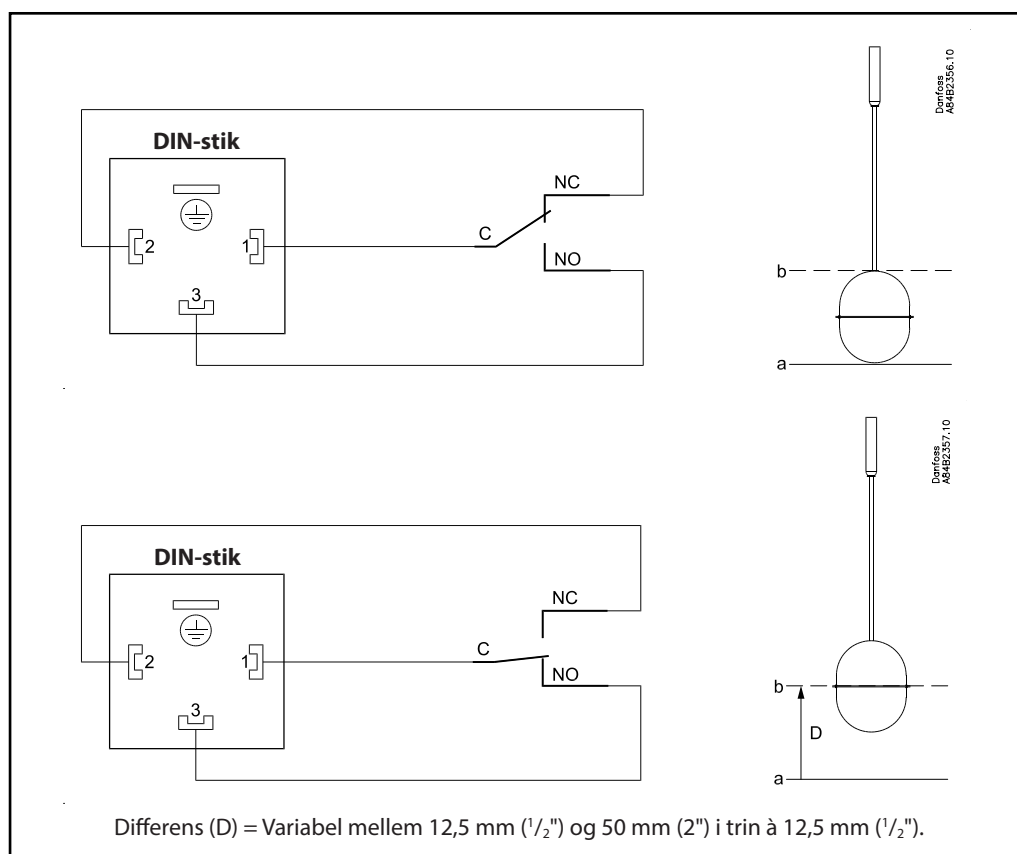 DIN-stik
2
1
3
C
NC
NO
b
a
Danfoss
A84B2356.10
DIN-stik
2
1
3
C
NC
NO
b
D
a
Danfoss
A84B2357.10
Differens (D) = Variabel mellem 12,5 mm (1/2") og 50 mm (2") i trin à 12,5 mm (1/2").